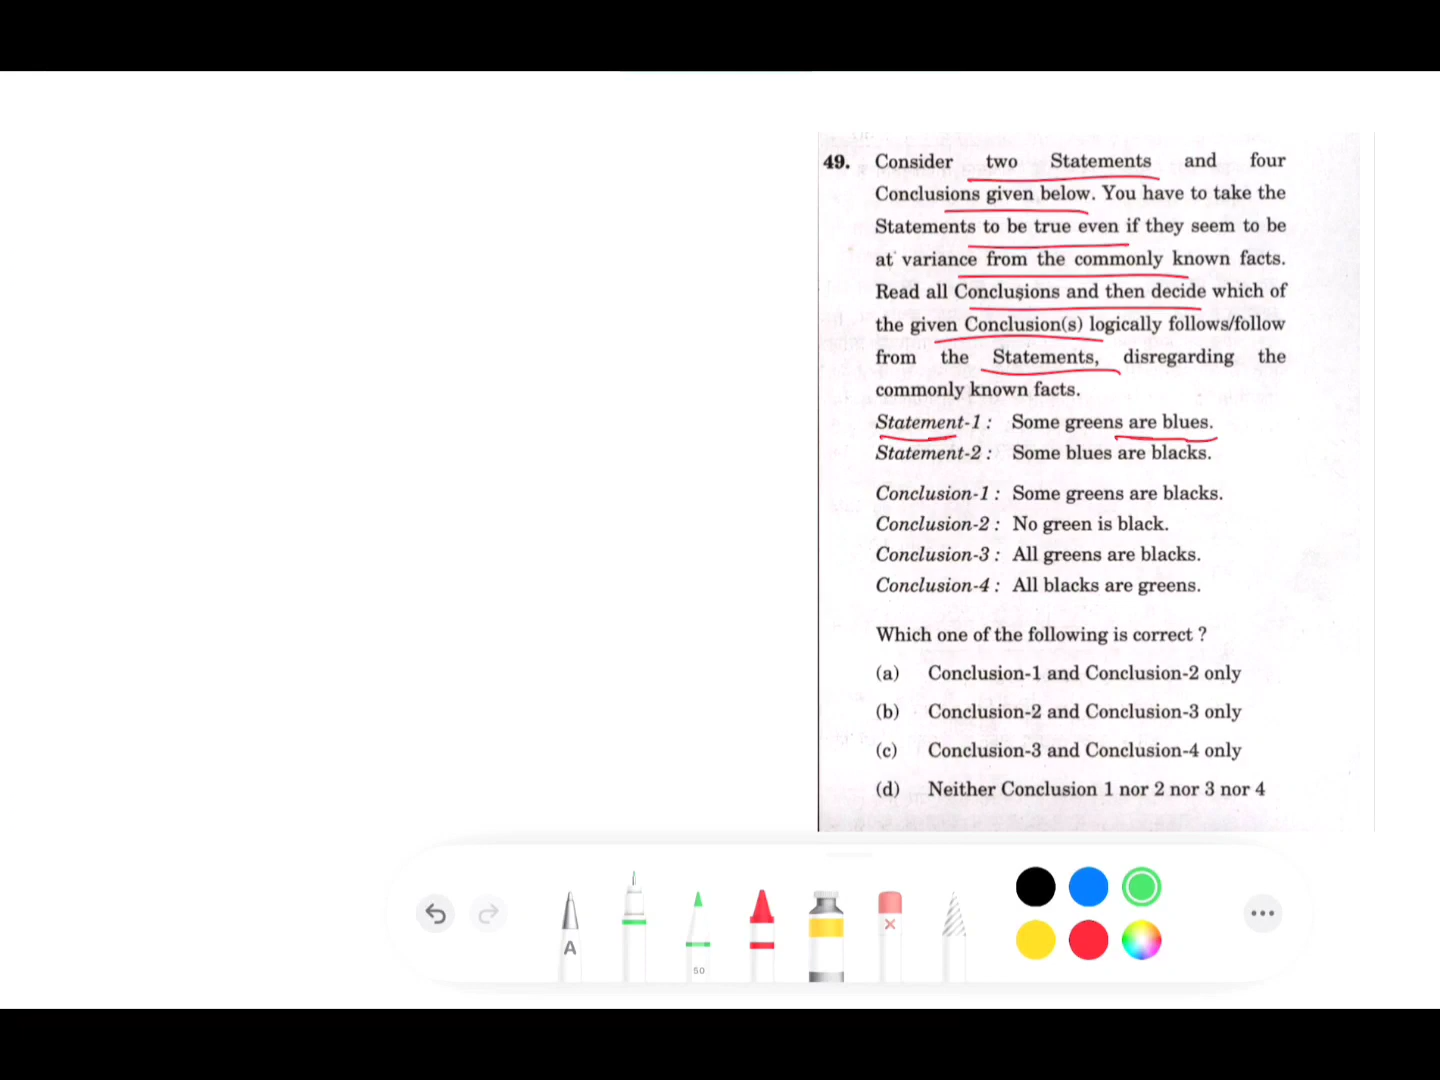 49. Consider two Statements and four
Conclusions given below. You have to take the
Statements to be true even if they seem to be
at variance from the commonly known facts.
Read all Conclusions and then decide which of
the given Conclusion(s) logically follows/follow
from the Statements, disregarding the
commonly known facts.
Statement-1 : Some greens are blues.
Statement-2 : Some blues are blacks.
Conclusion-1 : Some greens are blacks.
Conclusion-2 : No green is black.
Conclusion-3 : All greens are blacks.
Conclusion-4 : All blacks are greens.
Which one of the following is correct ?
(a) Conclusion-1 and Conclusion-2 only
(b) Conclusion-2 and Conclusion-3 only
(c) Conclusion-3 and Conclusion-4 only
(d) Neither Conclusion 1 nor 2 nor 3 nor 4
A
50